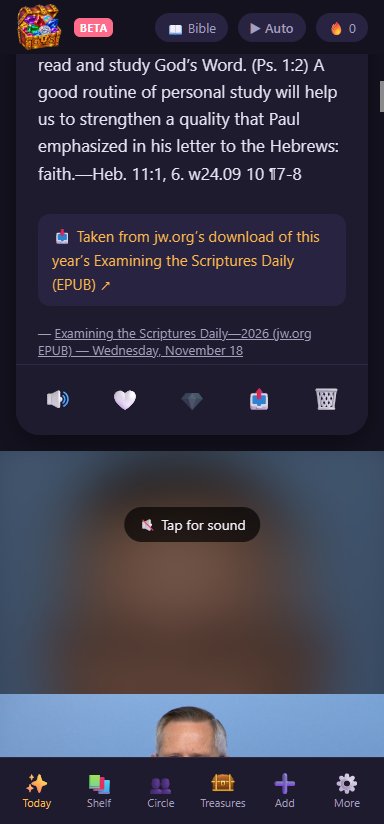 BETA
Bible
Auto
0
read and study God's Word. (Ps. 1:2) A
good routine of personal study will help
us to strengthen a quality that Paul
emphasized in his letter to the Hebrews:
faith.—Heb. 11:1, 6. w24.09 10 ¶7-8
Taken from jw.org's download of this
year's Examining the Scriptures Daily
(EPUB) ↗
— Examining the Scriptures Daily—2026 (jw.org
EPUB) — Wednesday, November 18
Tap for sound
Today
Shelf
Circle
Treasures
Add
More